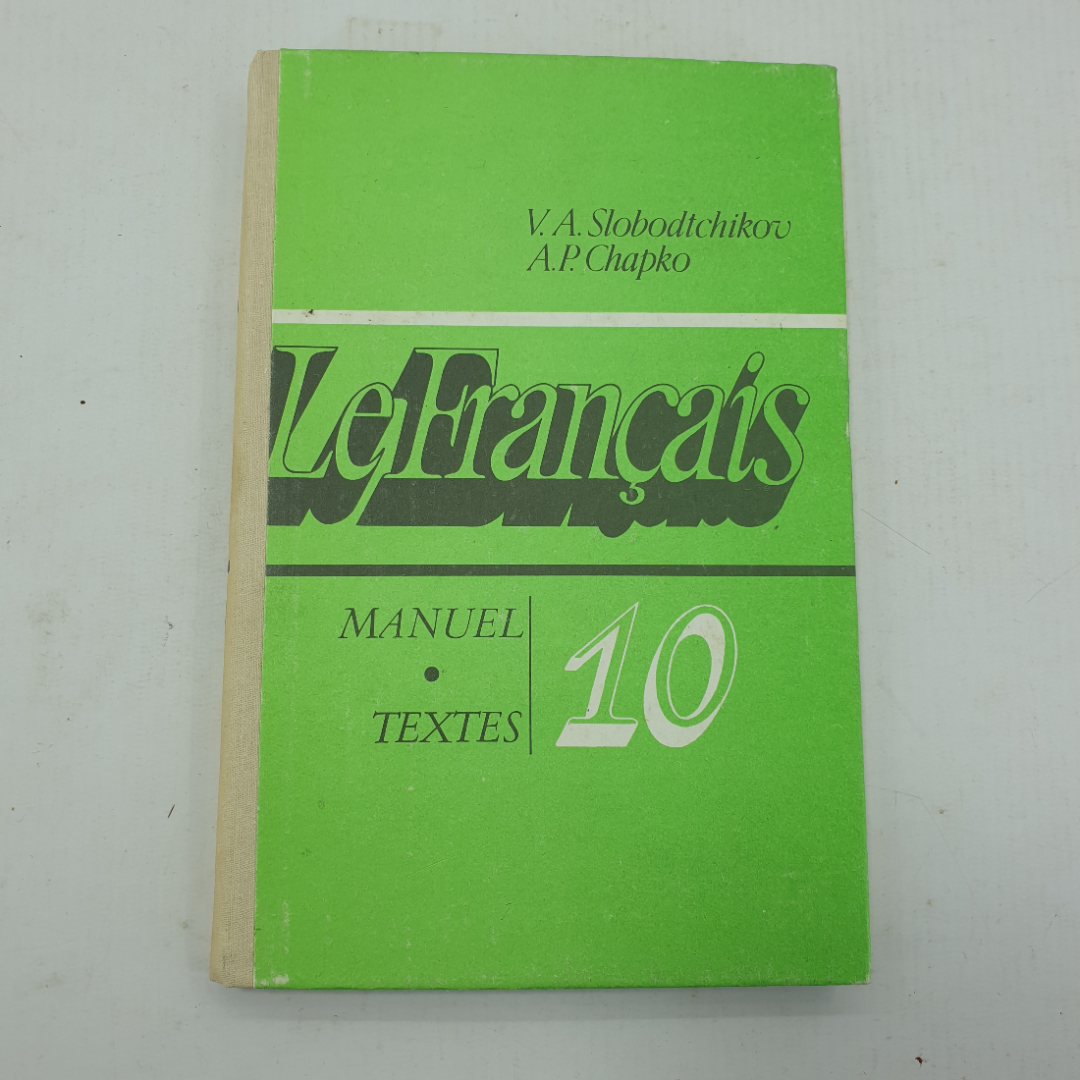 V. A. Slobodtchikov
A.P. Chapko
Le Français
MANUEL
•
TEXTES
10